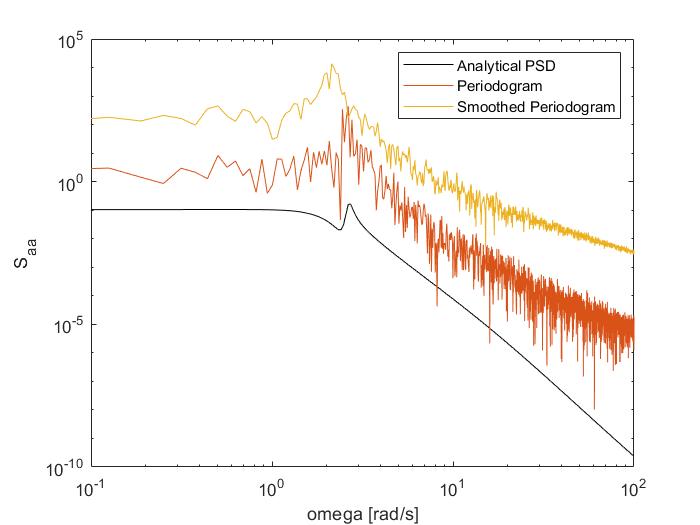 10^5
10^0
10^-5
10^-10
S_aa
Analytical PSD
Periodogram
Smoothed Periodogram
10^-1 10^0 10^1 10^2
omega [rad/s]